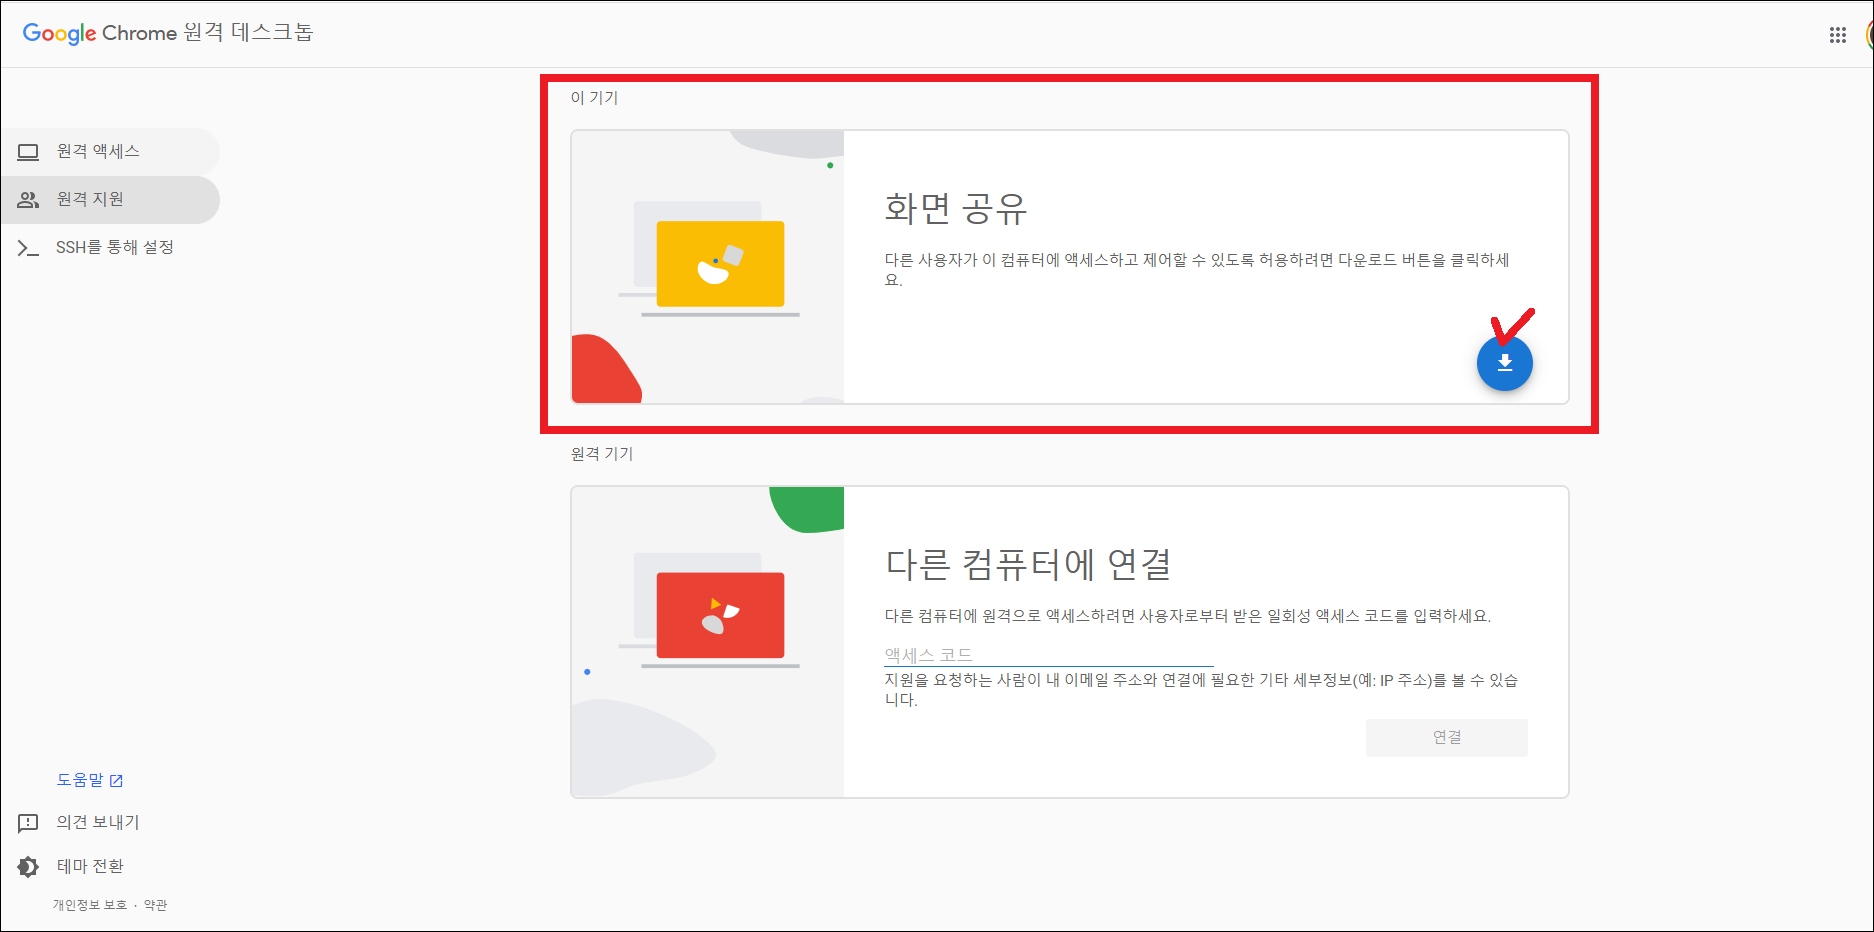 Google Chrome 원격 데스크톱
원격 액세스
원격 지원
SSH를 통해 설정
이 기기
화면 공유
다른 사용자가 이 컴퓨터에 액세스하고 제어할 수 있도록 허용하려면 다운로드 버튼을 클릭하세
요.
원격 기기
다른 컴퓨터에 연결
다른 컴퓨터에 원격으로 액세스하려면 사용자로부터 받은 일회성 액세스 코드를 입력하세요.
액세스 코드
지원을 요청하는 사람이 내 이메일 주소와 연결에 필요한 기타 세부정보(예: IP 주소)를 볼 수 있습
니다.
연결
도움말
의견 보내기
테마 전환
개인정보 보호 · 약관